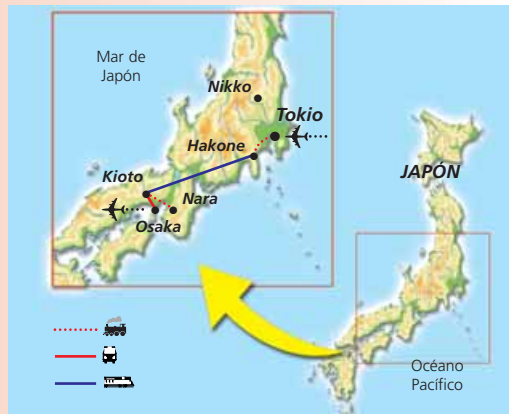 Mar de
Japón
Nikko
Tokio
Hakone
Kioto
Nara
Osaka
JAPÓN
Océano
Pacífico